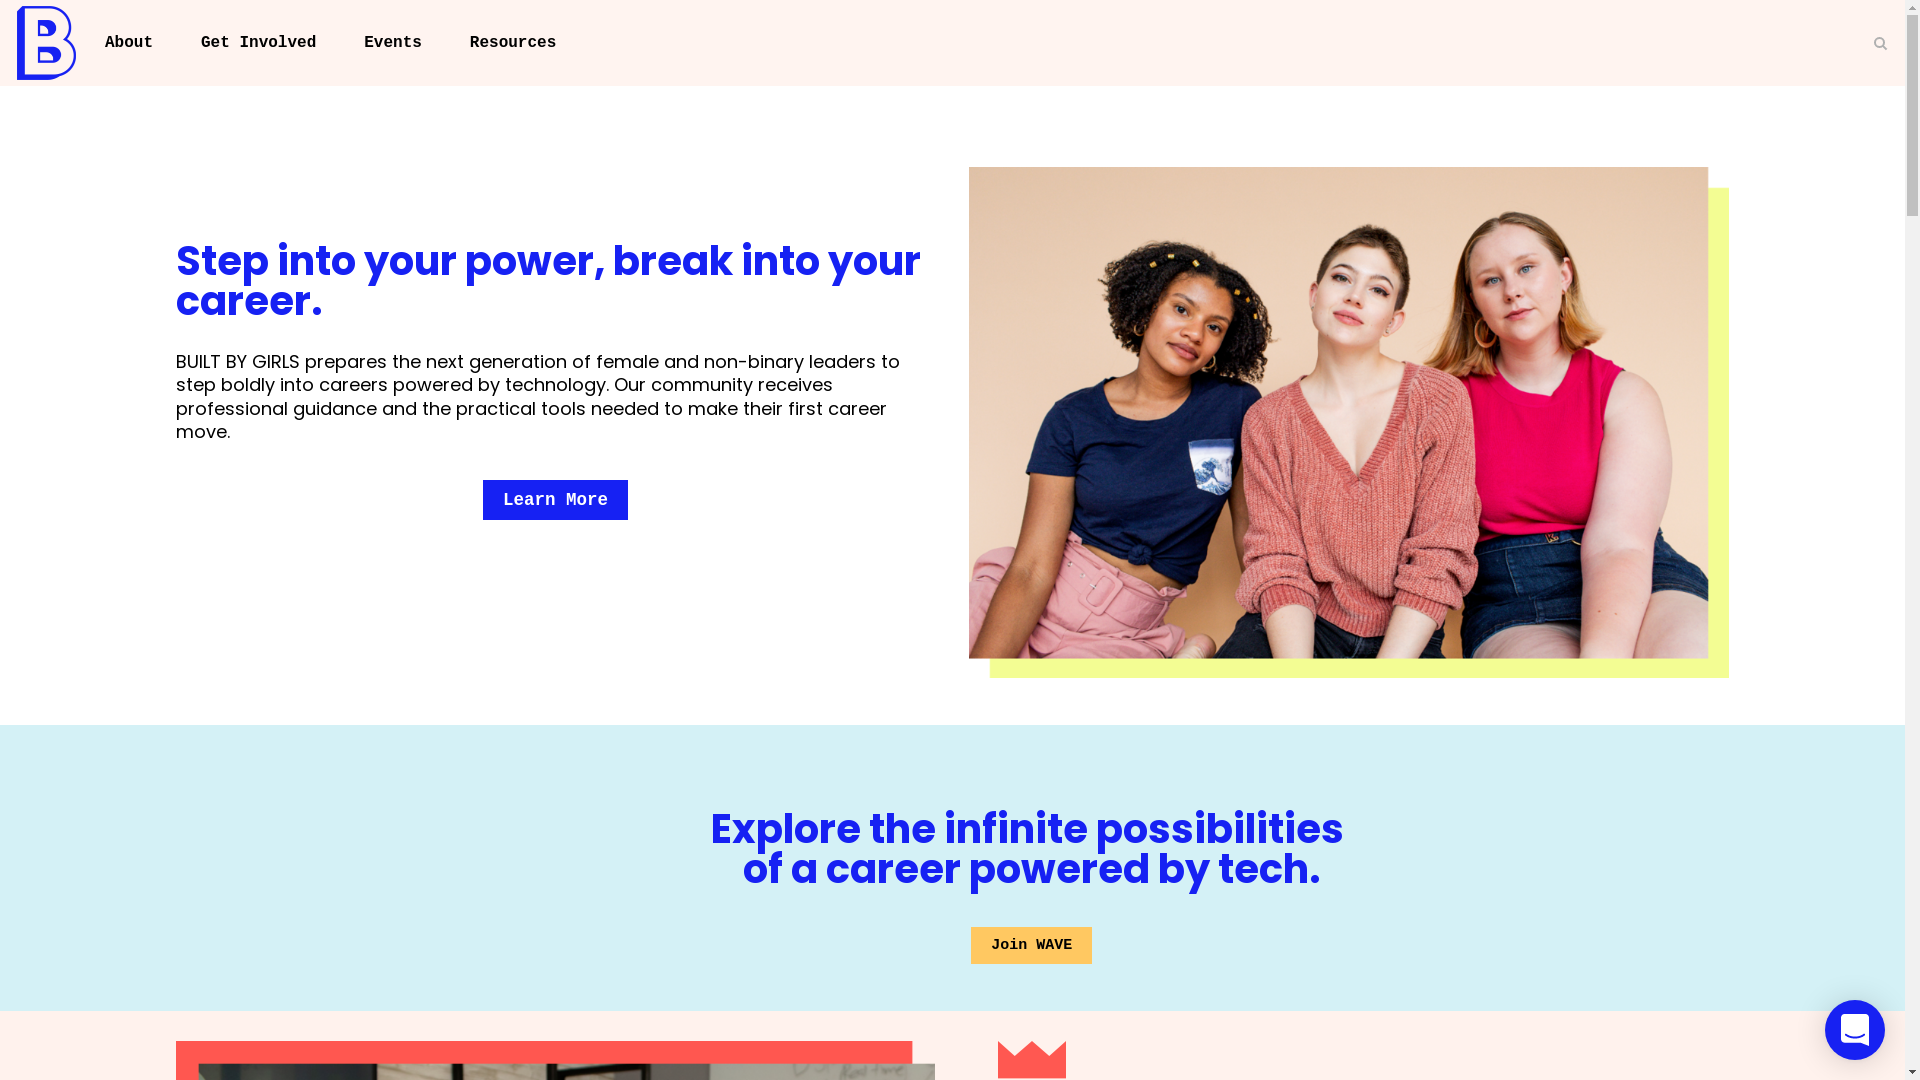 B
About
Get Involved
Events
Resources
Step into your power, break into your
career.
BUILT BY GIRLS prepares the next generation of female and non-binary leaders to
step boldly into careers powered by technology. Our community receives
professional guidance and the practical tools needed to make their first career
move.
Learn More
Explore the infinite possibilities
of a career powered by tech.
Join WAVE